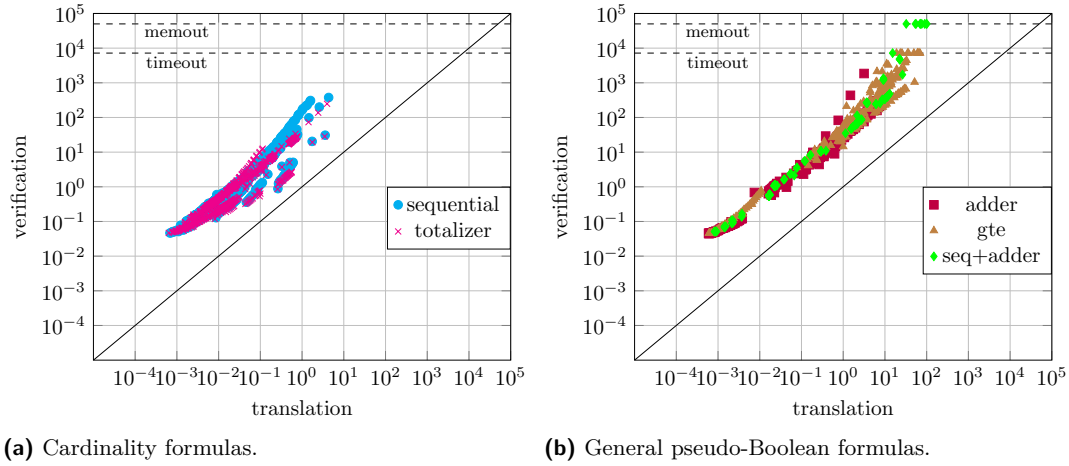 10^5
10^4
10^3
10^2
10^1
10^0
10^-1
10^-2
10^-3
10^-4
verification
memout
timeout
sequential
totalizer
10^-4 10^-3 10^-2 10^-1 10^0 10^1 10^2 10^3 10^4 10^5
translation
(a) Cardinality formulas.
10^5
10^4
10^3
10^2
10^1
10^0
10^-1
10^-2
10^-3
10^-4
verification
memout
timeout
adder
gte
seq+adder
10^-4 10^-3 10^-2 10^-1 10^0 10^1 10^2 10^3 10^4 10^5
translation
(b) General pseudo-Boolean formulas.